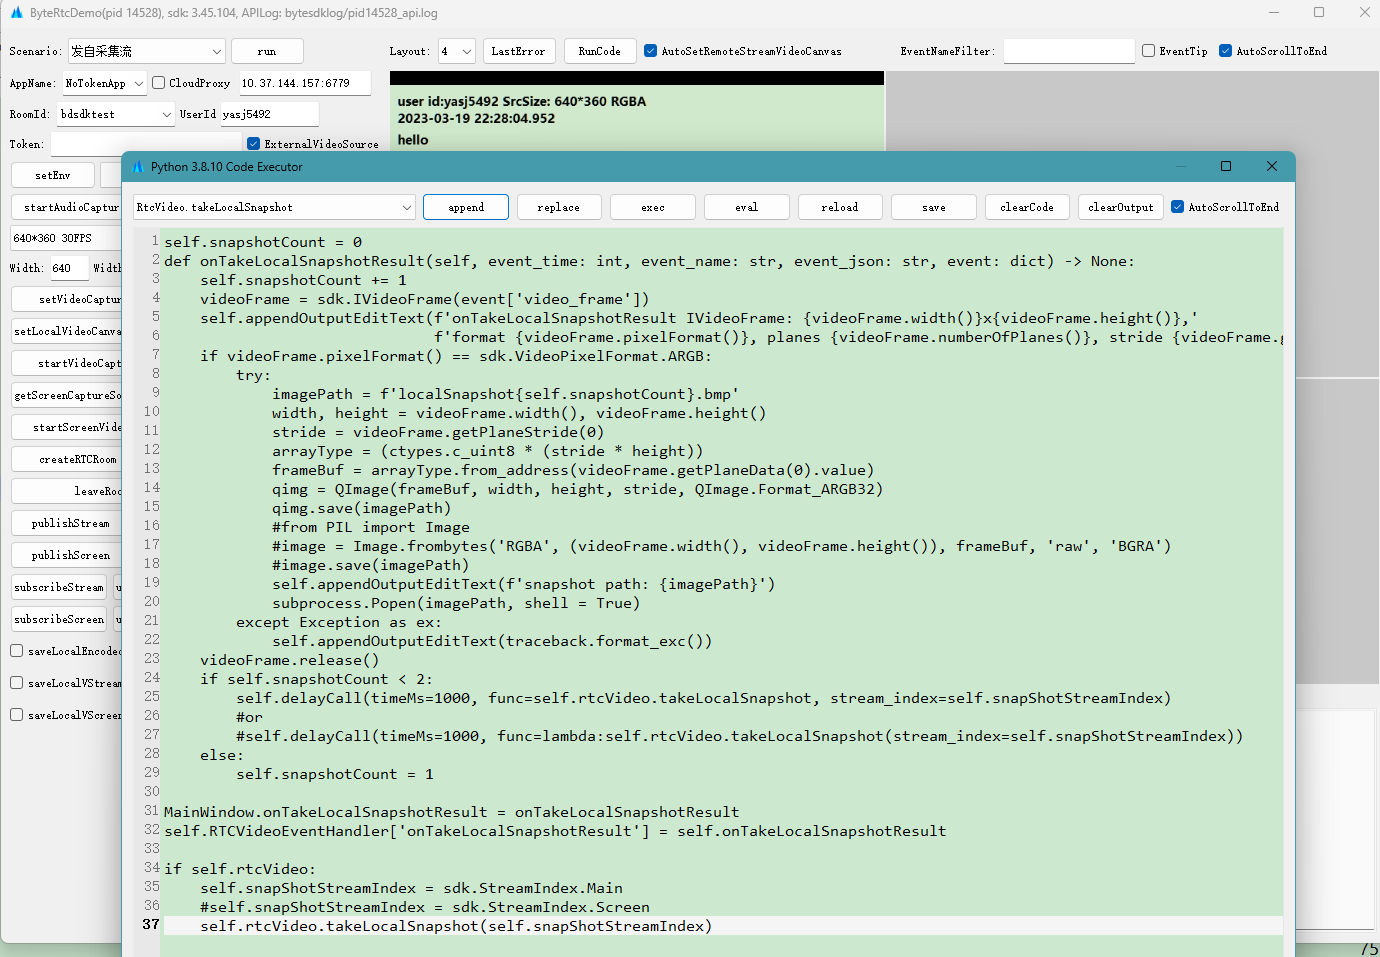 ByteRtcDemo(pid 14528), sdk: 3.45.104, APILog: bytesdklog/pid14528_api.log
Scenario: 发自采集流 run Layout: 4 LastError RunCode AutoSetRemoteStreamVideoCanvas EventNameFilter: EventTip AutoScrollToEnd
AppName: NoTokenApp CloudProxy 10.37.144.157:6779
RoomId: bdsdktest UserId yasj5492
Token: ExternalVideoSource
user id:yasj5492 SrcSize: 640*360 RGBA
2023-03-19 22:28:04.952
hello
setEnv
startAudioCaptur
640*360 30FPS
Width: 640 Widt
setVideoCaptur
setLocalVideoCanva
startVideoCapt
getScreenCaptureSo
startScreenVide
createRTCRoom
leaveRoo
publishStream
publishScreen
subscribeStream u
subscribeScreen u
saveLocalEncodec
saveLocalVStream
saveLocalVScreen
Python 3.8.10 Code Executor
RtcVideo.takeLocalSnapshot append replace exec eval reload save clearCode clearOutput AutoScrollToEnd
1 self.snapshotCount = 0
2 def onTakeLocalSnapshotResult(self, event_time: int, event_name: str, event_json: str, event: dict) -> None:
3 self.snapshotCount += 1
4 videoFrame = sdk.IVideoFrame(event['video_frame'])
5 self.appendOutputEditText(f'onTakeLocalSnapshotResult IVideoFrame: {videoFrame.width()}x{videoFrame.height()},'
6 f'format {videoFrame.pixelFormat()}, planes {videoFrame.numberOfPlanes()}, stride {videoFrame.g
7 if videoFrame.pixelFormat() == sdk.VideoPixelFormat.ARGB:
8 try:
9 imagePath = f'localSnapshot{self.snapshotCount}.bmp'
10 width, height = videoFrame.width(), videoFrame.height()
11 stride = videoFrame.getPlaneStride(0)
12 arrayType = (ctypes.c_uint8 * (stride * height))
13 frameBuf = arrayType.from_address(videoFrame.getPlaneData(0).value)
14 qimg = QImage(frameBuf, width, height, stride, QImage.Format_ARGB32)
15 qimg.save(imagePath)
16 #from PIL import Image
17 #image = Image.frombytes('RGBA', (videoFrame.width(), videoFrame.height()), frameBuf, 'raw', 'BGRA')
18 #image.save(imagePath)
19 self.appendOutputEditText(f'snapshot path: {imagePath}')
20 subprocess.Popen(imagePath, shell = True)
21 except Exception as ex:
22 self.appendOutputEditText(traceback.format_exc())
23 videoFrame.release()
24 if self.snapshotCount < 2:
25 self.delayCall(timeMs=1000, func=self.rtcVideo.takeLocalSnapshot, stream_index=self.snapShotStreamIndex)
26 #or
27 #self.delayCall(timeMs=1000, func=lambda:self.rtcVideo.takeLocalSnapshot(stream_index=self.snapShotStreamIndex))
28 else:
29 self.snapshotCount = 1
30
31 MainWindow.onTakeLocalSnapshotResult = onTakeLocalSnapshotResult
32 self.RTCVideoEventHandler['onTakeLocalSnapshotResult'] = self.onTakeLocalSnapshotResult
33
34 if self.rtcVideo:
35 self.snapShotStreamIndex = sdk.StreamIndex.Main
36 #self.snapShotStreamIndex = sdk.StreamIndex.Screen
37 self.rtcVideo.takeLocalSnapshot(self.snapShotStreamIndex)
75